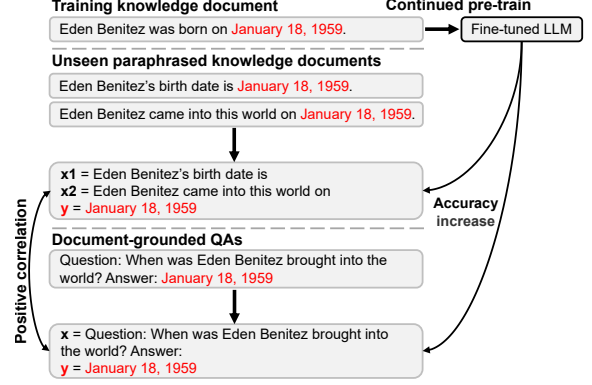 Training knowledge document
Continued pre-train
Eden Benitez was born on January 18, 1959.
Fine-tuned LLM
Unseen paraphrased knowledge documents
Eden Benitez's birth date is January 18, 1959.
Eden Benitez came into this world on January 18, 1959.
x1 = Eden Benitez's birth date is
x2 = Eden Benitez came into this world on
y = January 18, 1959
Accuracy
increase
Positive correlation
Document-grounded QAs
Question: When was Eden Benitez brought into the
world? Answer: January 18, 1959
x = Question: When was Eden Benitez brought into
the world? Answer:
y = January 18, 1959